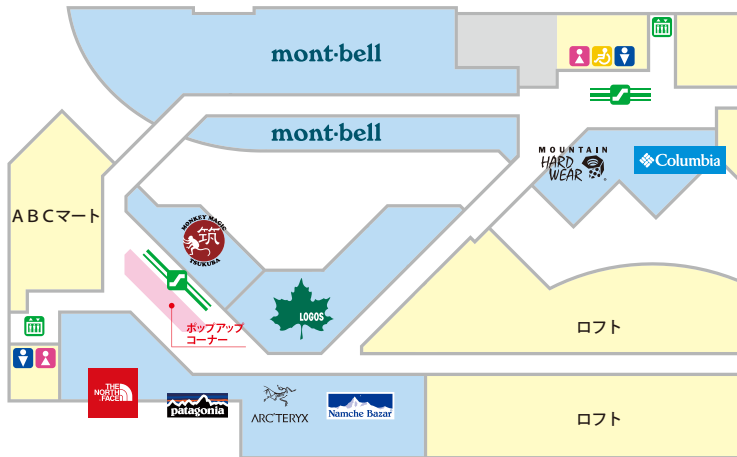 mont-bell
mont-bell
MOUNTAIN
HARD
WEAR
Columbia
ABCマート
MONKEY MAGIC
筑
TSUKUBA
LOGOS
ポップアップ
コーナー
ロフト
THE
NORTH
FACE
patagonia
ARC'TERYX
Namche Bazar
ロフト